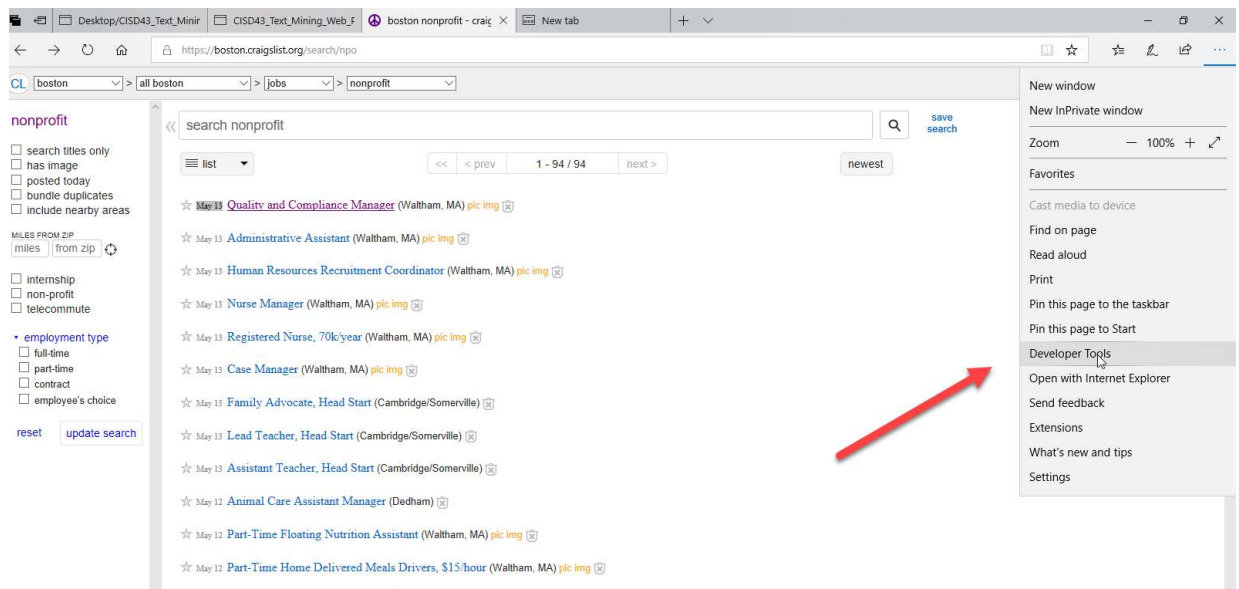 Desktop/CISD43_Text_Minir
CISD43_Text_Mining_Web_F
boston nonprofit - craig
New tab
https://boston.craigslist.org/search/npo
CL boston > all boston > jobs > nonprofit
nonprofit
search titles only
has image
posted today
bundle duplicates
include nearby areas
MILES FROM ZIP
miles from zip
internship
non-profit
telecommute
employment type
full-time
part-time
contract
employee's choice
reset update search
search nonprofit
save
search
list << < prev 1 - 94 / 94 next > newest
May 13 Quality and Compliance Manager (Waltham, MA) pic img
May 13 Administrative Assistant (Waltham, MA) pic img
May 13 Human Resources Recruitment Coordinator (Waltham, MA) pic img
May 13 Nurse Manager (Waltham, MA) pic img
May 13 Registered Nurse, 70k/year (Waltham, MA) pic img
May 13 Case Manager (Waltham, MA) pic img
May 13 Family Advocate, Head Start (Cambridge/Somerville)
May 13 Lead Teacher, Head Start (Cambridge/Somerville)
May 13 Assistant Teacher, Head Start (Cambridge/Somerville)
May 12 Animal Care Assistant Manager (Dedham)
May 12 Part-Time Floating Nutrition Assistant (Waltham, MA) pic img
May 12 Part-Time Home Delivered Meals Drivers, $15/hour (Waltham, MA) pic img
New window
New InPrivate window
Zoom — 100% +
Favorites
Cast media to device
Find on page
Read aloud
Print
Pin this page to the taskbar
Pin this page to Start
Developer Tools
Open with Internet Explorer
Send feedback
Extensions
What's new and tips
Settings